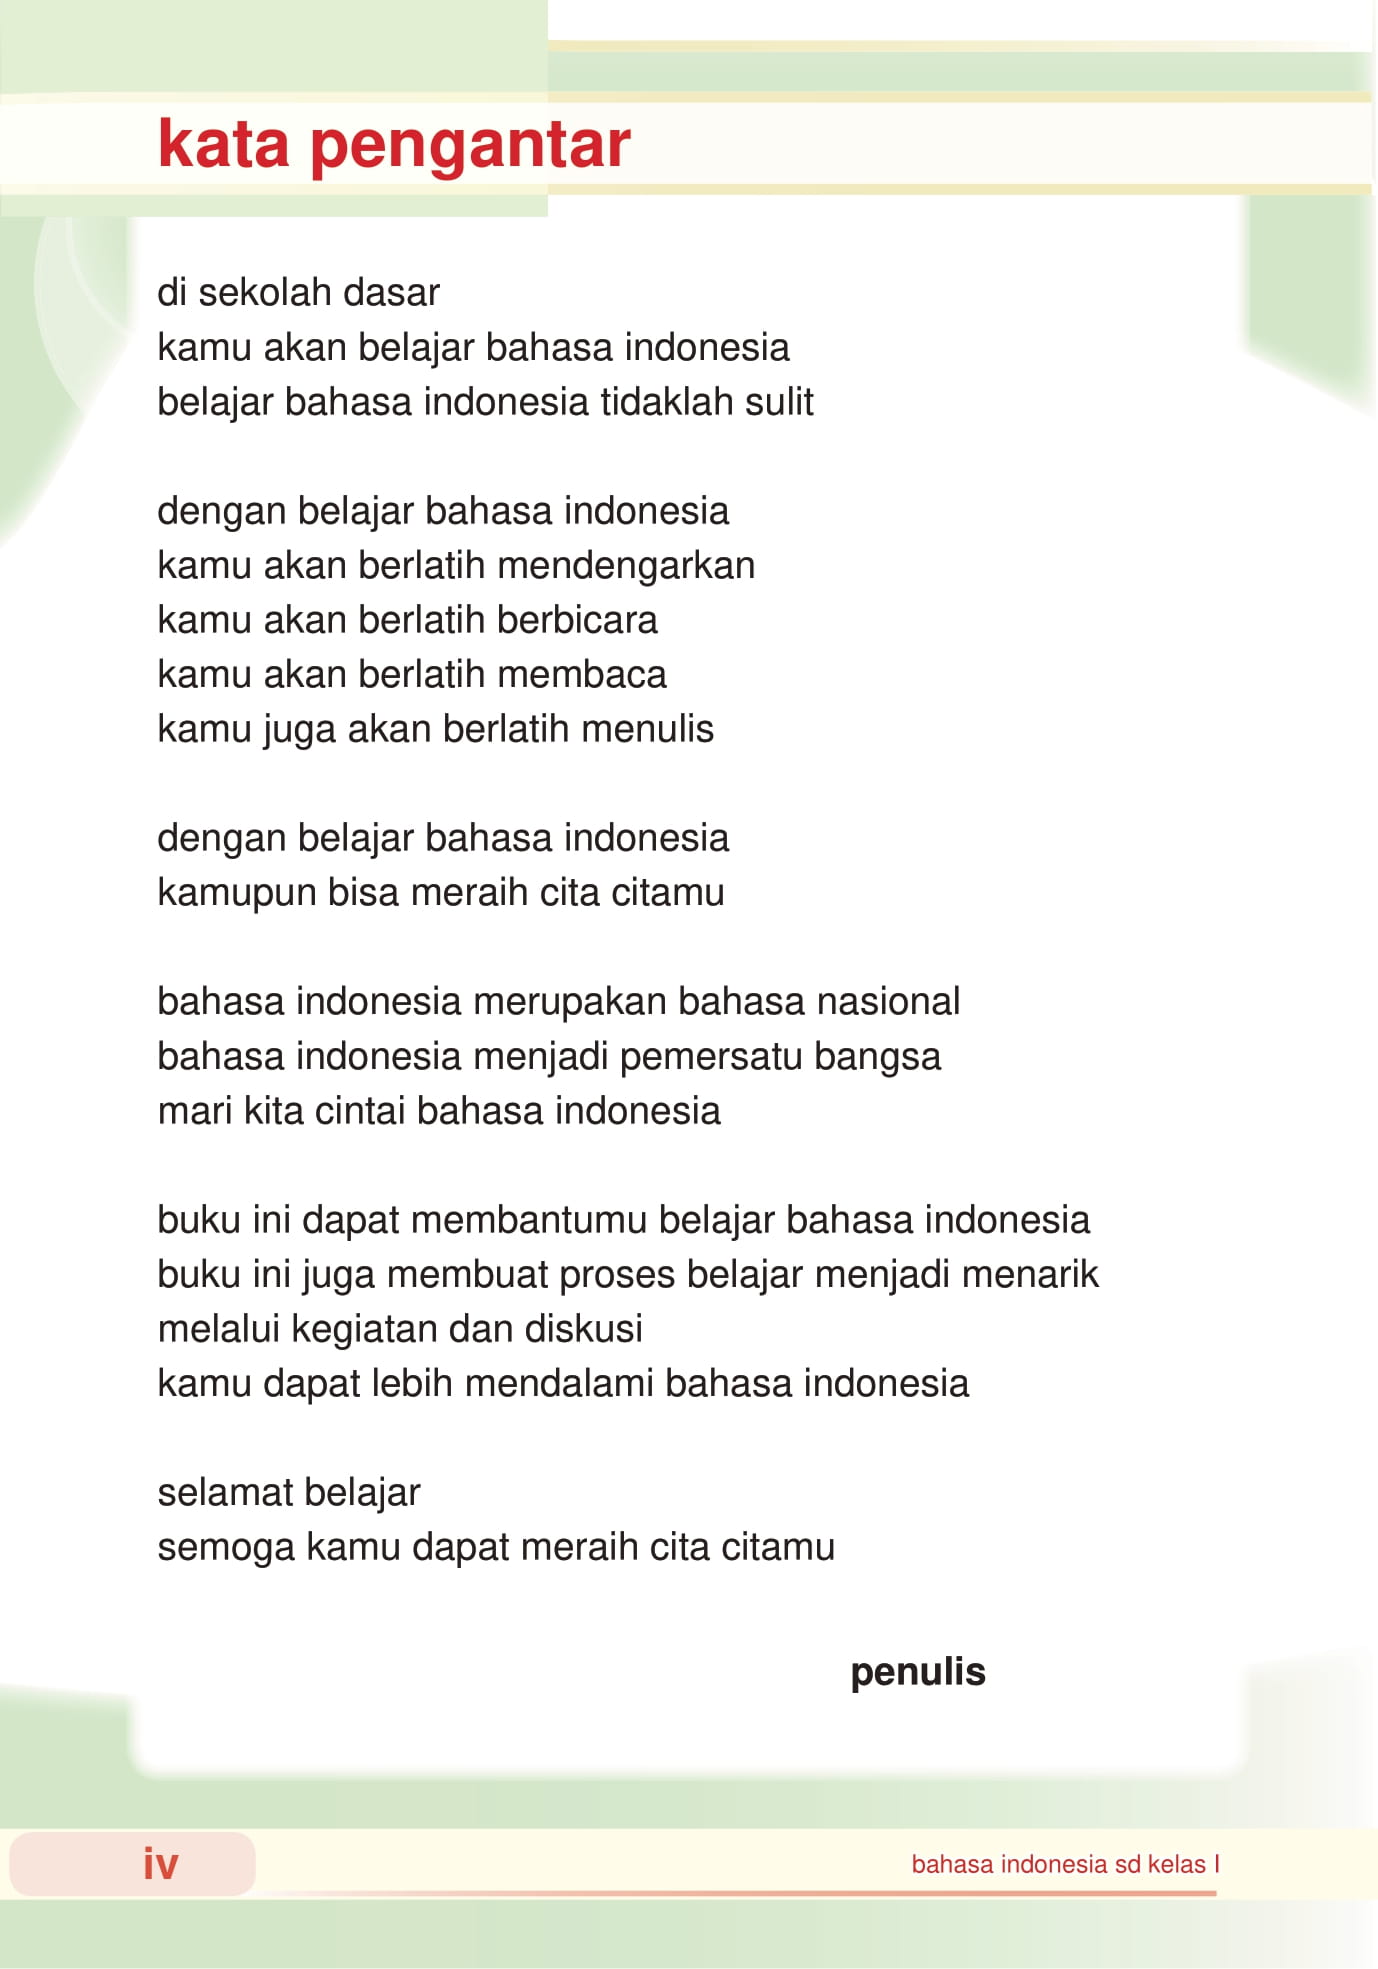 kata pengantar
di sekolah dasar
kamu akan belajar bahasa indonesia
belajar bahasa indonesia tidaklah sulit
dengan belajar bahasa indonesia
kamu akan berlatih mendengarkan
kamu akan berlatih berbicara
kamu akan berlatih membaca
kamu juga akan berlatih menulis
dengan belajar bahasa indonesia
kamupun bisa meraih cita citamu
bahasa indonesia merupakan bahasa nasional
bahasa indonesia menjadi pemersatu bangsa
mari kita cintai bahasa indonesia
buku ini dapat membantumu belajar bahasa indonesia
buku ini juga membuat proses belajar menjadi menarik
melalui kegiatan dan diskusi
kamu dapat lebih mendalami bahasa indonesia
selamat belajar
semoga kamu dapat meraih cita citamu
penulis
iv
bahasa indonesia sd kelas I